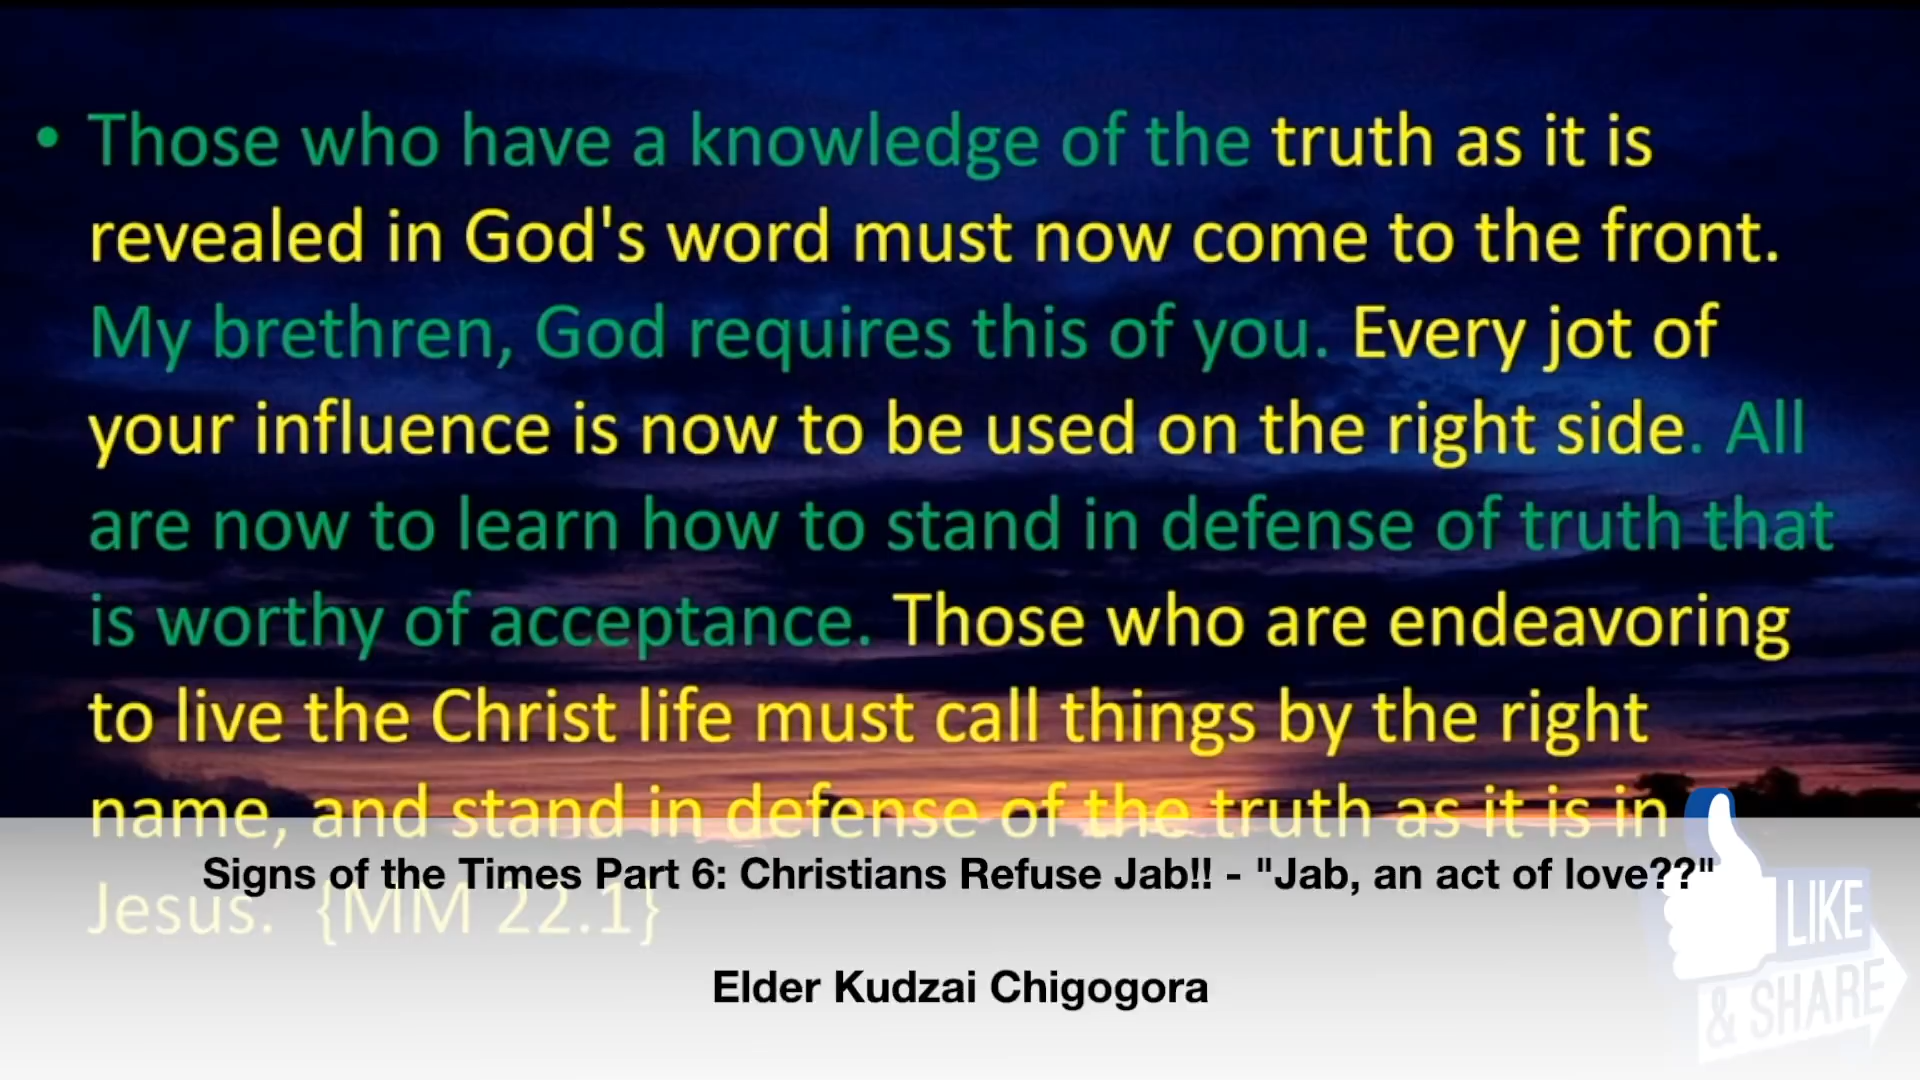 • Those who have a knowledge of the truth as it is
revealed in God's word must now come to the front.
My brethren, God requires this of you. Every jot of
your influence is now to be used on the right side. All
are now to learn how to stand in defense of truth that
is worthy of acceptance. Those who are endeavoring
to live the Christ life must call things by the right
name, and stand in defense of the truth as it is in
Jesus. {MM 22.1}
Signs of the Times Part 6: Christians Refuse Jab!! - "Jab, an act of love??"
Elder Kudzai Chigogora
LIKE
& SHARE